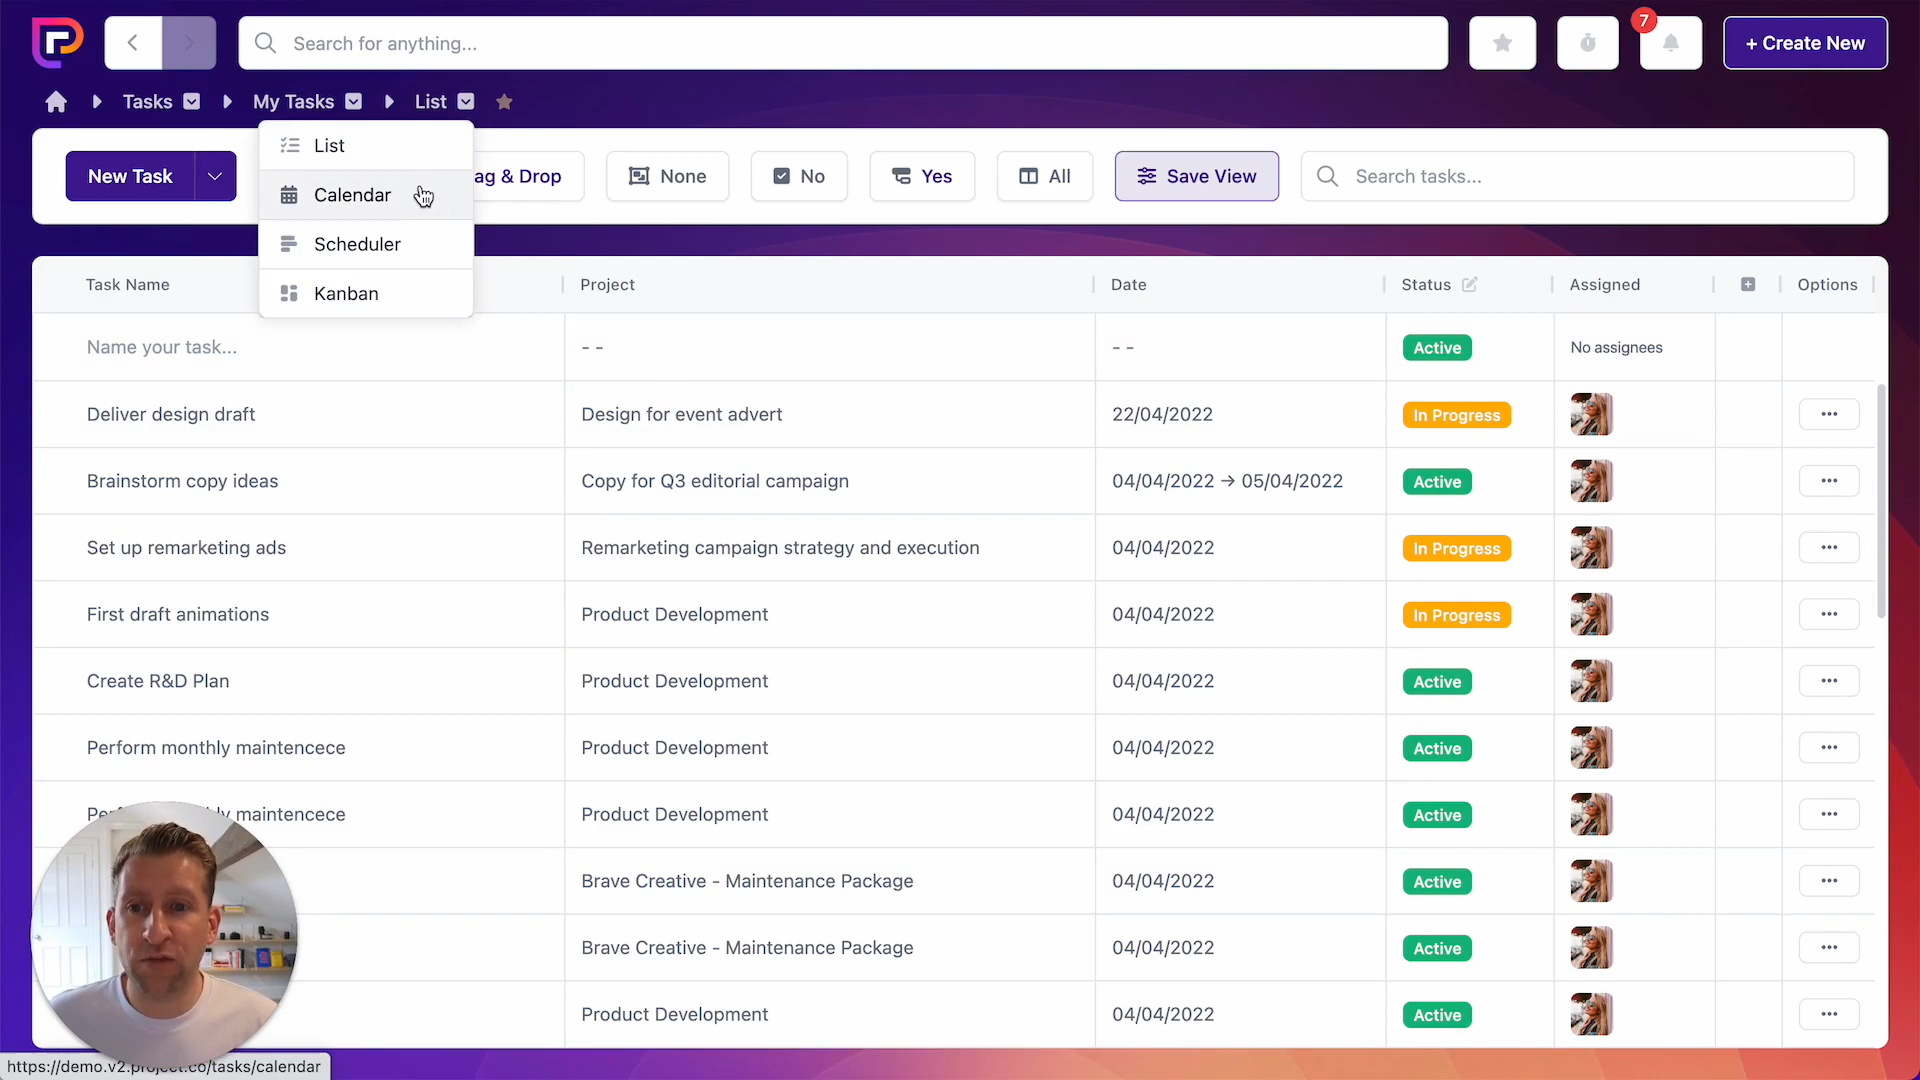 Search for anything...
7
+ Create New
Tasks
My Tasks
List
List
Calendar
Scheduler
Kanban
New Task
ag & Drop
None
No
Yes
All
Save View
Search tasks...
Task Name
Project
Date
Status
Assigned
Options
Name your task...
- -
- -
Active
No assignees
Deliver design draft
Design for event advert
22/04/2022
In Progress
Brainstorm copy ideas
Copy for Q3 editorial campaign
04/04/2022 → 05/04/2022
Active
Set up remarketing ads
Remarketing campaign strategy and execution
04/04/2022
In Progress
First draft animations
Product Development
04/04/2022
In Progress
Create R&D Plan
Product Development
04/04/2022
Active
Perform monthly maintencece
Product Development
04/04/2022
Active
maintencece
Product Development
04/04/2022
Active
Brave Creative - Maintenance Package
04/04/2022
Active
Brave Creative - Maintenance Package
04/04/2022
Active
Product Development
04/04/2022
Active
https://demo.v2.project.co/tasks/calendar